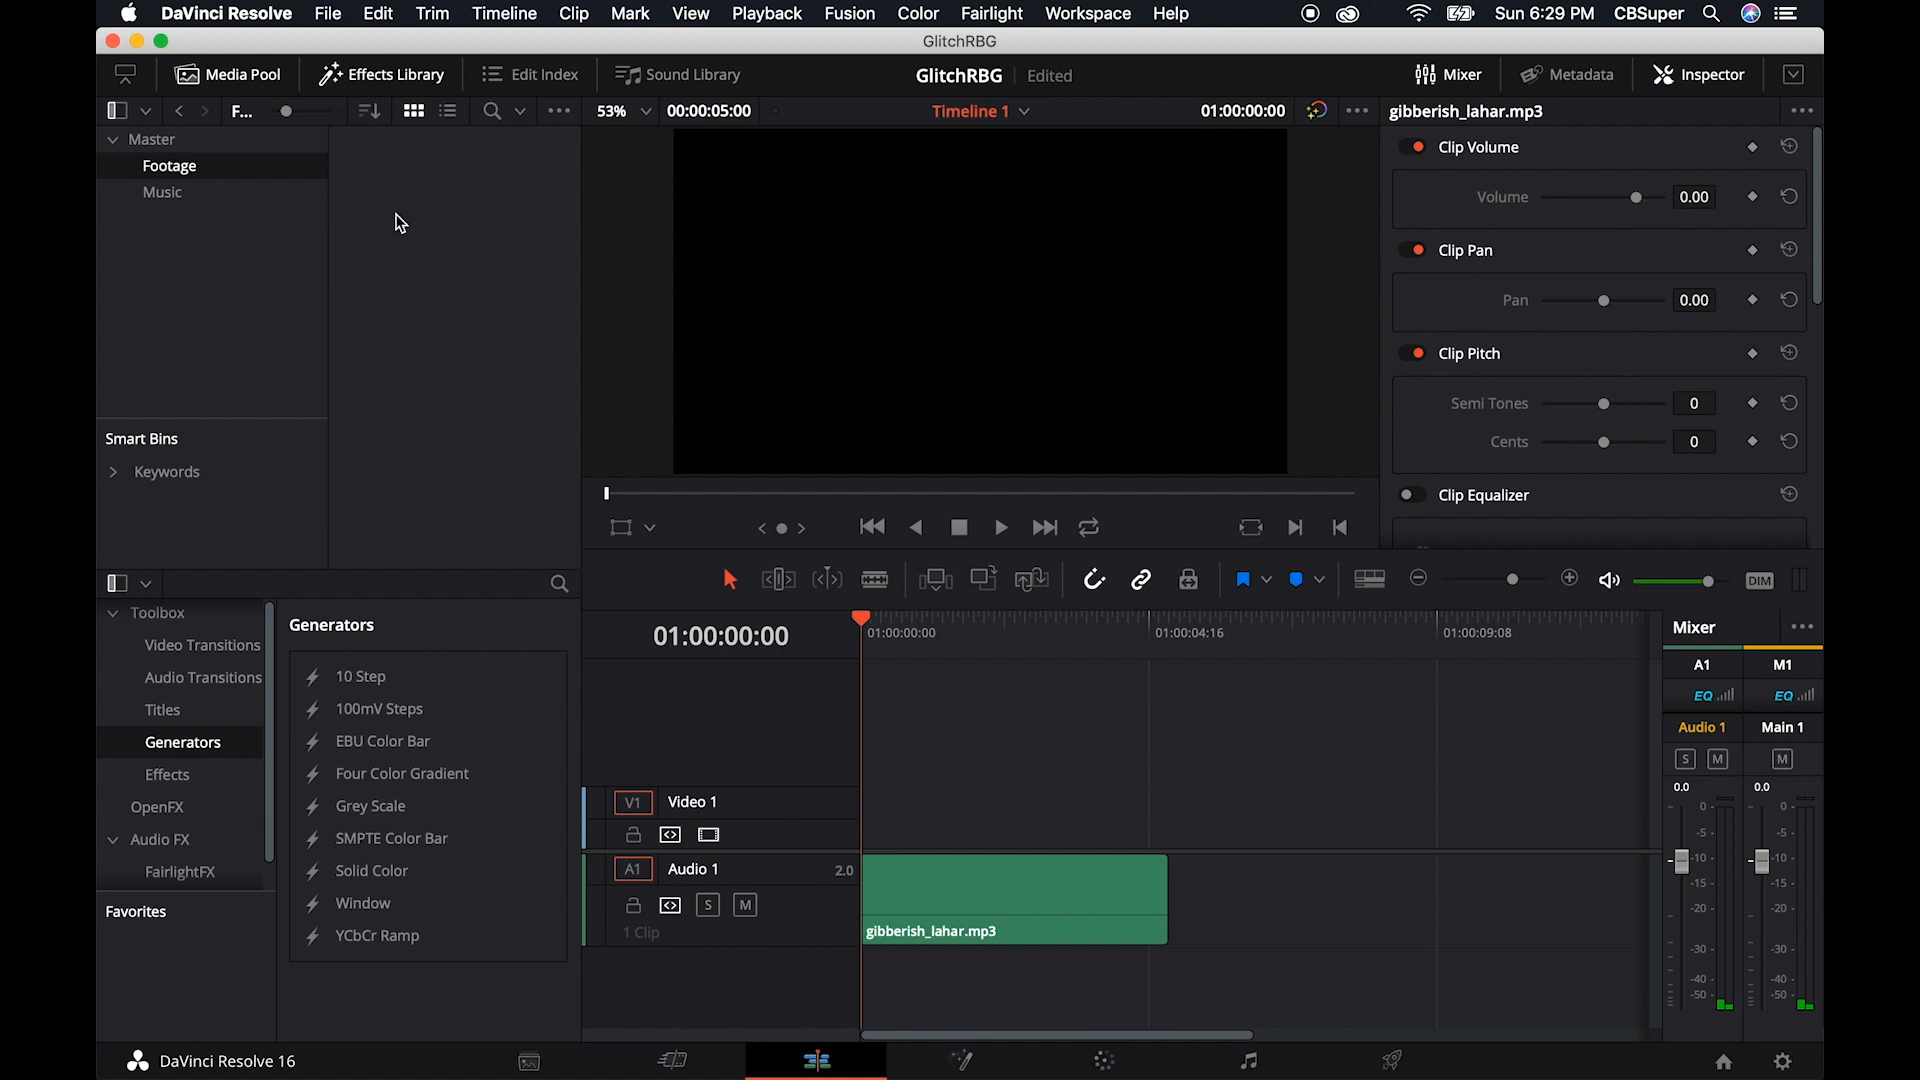 DaVinci Resolve File Edit Trim Timeline Clip Mark View Playback Fusion Color Fairlight Workspace Help Sun 6:29 PM CBSuper
GlitchRBG
Media Pool Effects Library Edit Index Sound Library GlitchRBG Edited Mixer Metadata Inspector
F... 53% 00:00:05:00 Timeline 1 01:00:00:00 gibberish_lahar.mp3
Master
Footage
Music
Clip Volume
Volume 0.00
Clip Pan
Pan 0.00
Clip Pitch
Semi Tones 0
Cents 0
Clip Equalizer
Smart Bins
Keywords
DIM
Toolbox
Video Transitions
Audio Transitions
Titles
Generators
Effects
OpenFX
Audio FX
FairlightFX
Favorites
Generators
10 Step
100mV Steps
EBU Color Bar
Four Color Gradient
Grey Scale
SMPTE Color Bar
Solid Color
Window
YCbCr Ramp
01:00:00:00
01:00:00:00 01:00:04:16 01:00:09:08
V1 Video 1
A1 Audio 1 2.0
S M
1 Clip
gibberish_lahar.mp3
Mixer
A1 M1
EQ EQ
Audio 1 Main 1
S M M
0.0 0.0
0 0
-5 -5
-10 -10
-15 -15
-20 -20
-30 -30
-40 -40
-50 -50
DaVinci Resolve 16